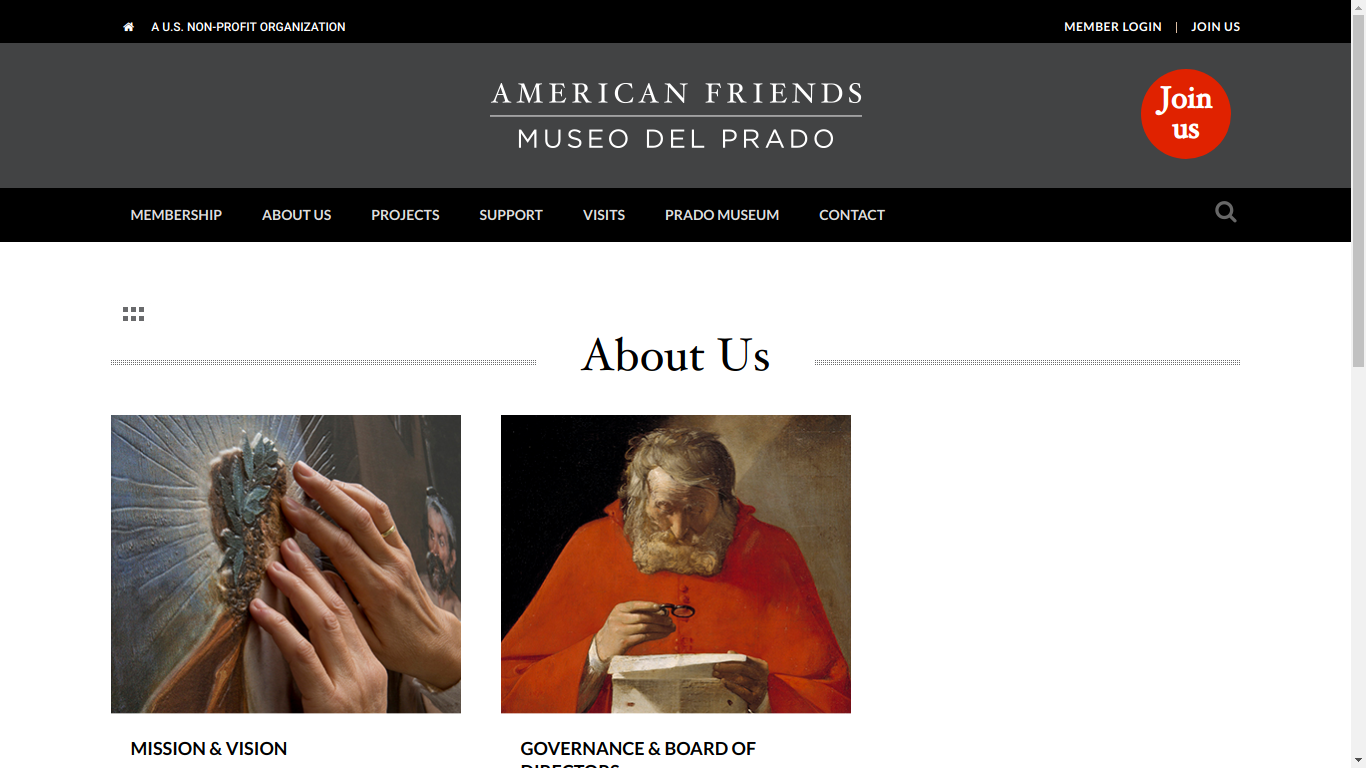 A U.S. NON-PROFIT ORGANIZATION
MEMBER LOGIN | JOIN US
AMERICAN FRIENDS
MUSEO DEL PRADO
Join
us
MEMBERSHIP ABOUT US PROJECTS SUPPORT VISITS PRADO MUSEUM CONTACT
About Us
MISSION & VISION
GOVERNANCE & BOARD OF
DIRECTORS